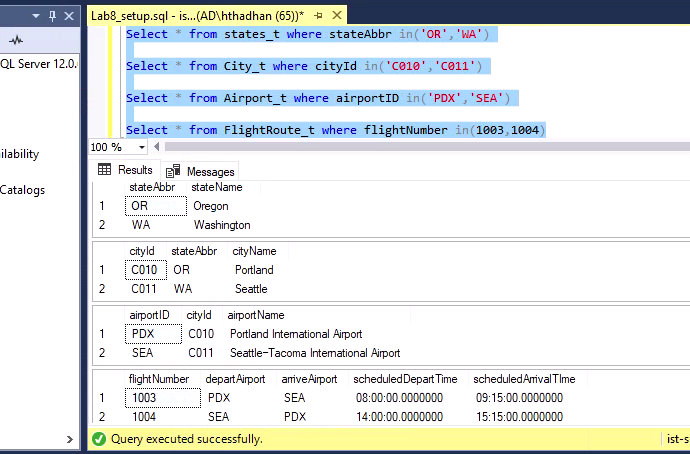 Lab8_setup.sql - is...(AD\hthadhan (65))*
QL Server 12.0.
ilability
Catalogs
Select * from states_t where stateAbbr in('OR','WA')
Select * from City_t where cityId in('C010','C011')
Select * from Airport_t where airportID in('PDX','SEA')
Select * from FlightRoute_t where flightNumber in(1003,1004)
100 %
Results Messages
stateAbbr stateName
1 OR Oregon
2 WA Washington
cityId stateAbbr cityName
1 C010 OR Portland
2 C011 WA Seattle
airportID cityId airportName
1 PDX C010 Portland International Airport
2 SEA C011 Seattle-Tacoma International Airport
flightNumber departAirport arriveAirport scheduledDepartTime scheduledArrivalTIme
1 1003 PDX SEA 08:00:00.0000000 09:15:00.0000000
2 1004 SEA PDX 14:00:00.0000000 15:15:00.0000000
Query executed successfully.
ist-s